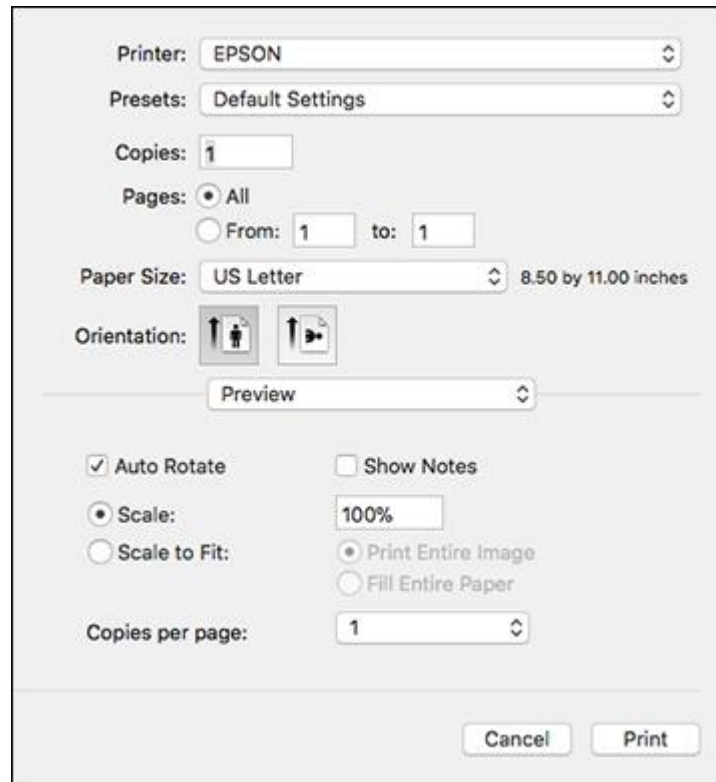 Printer: EPSON
Presets: Default Settings
Copies: 1
Pages: All
From: 1 to: 1
Paper Size: US Letter 8.50 by 11.00 inches
Orientation:
Preview
Auto Rotate Show Notes
Scale: 100%
Scale to Fit: Print Entire Image
Fill Entire Paper
Copies per page: 1
Cancel Print